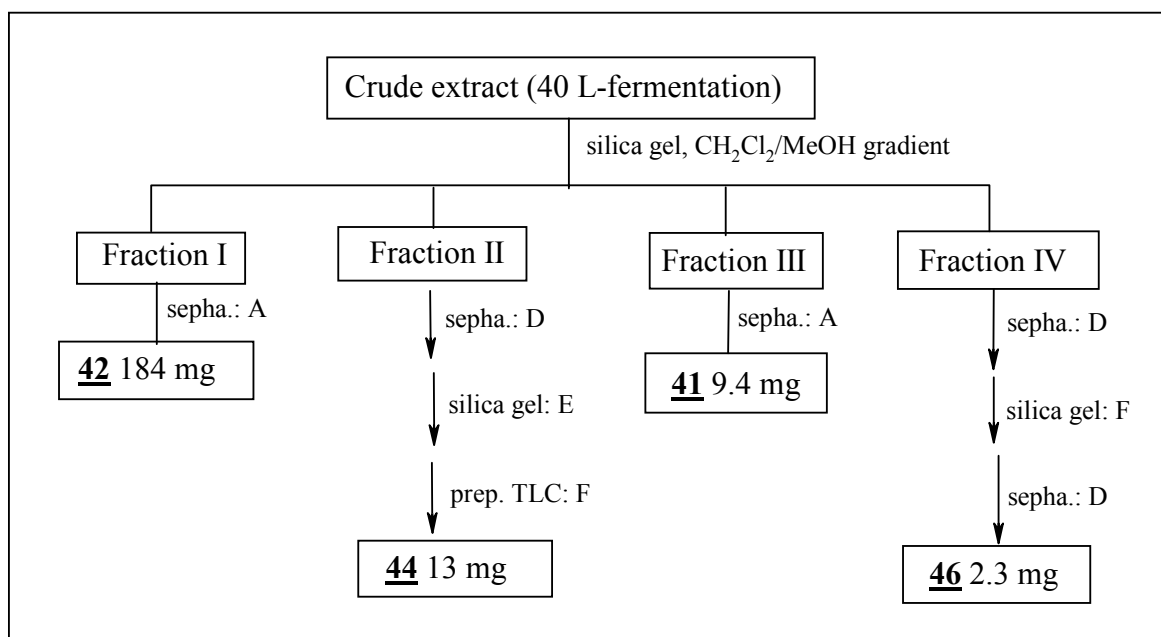 Crude extract (40 L-fermentation)
silica gel, CH₂Cl₂/MeOH gradient
Fraction I
Fraction II
Fraction III
Fraction IV
sepha.: A
sepha.: D
sepha.: A
sepha.: D
42 184 mg
41 9.4 mg
silica gel: E
silica gel: F
prep. TLC: F
sepha.: D
44 13 mg
46 2.3 mg